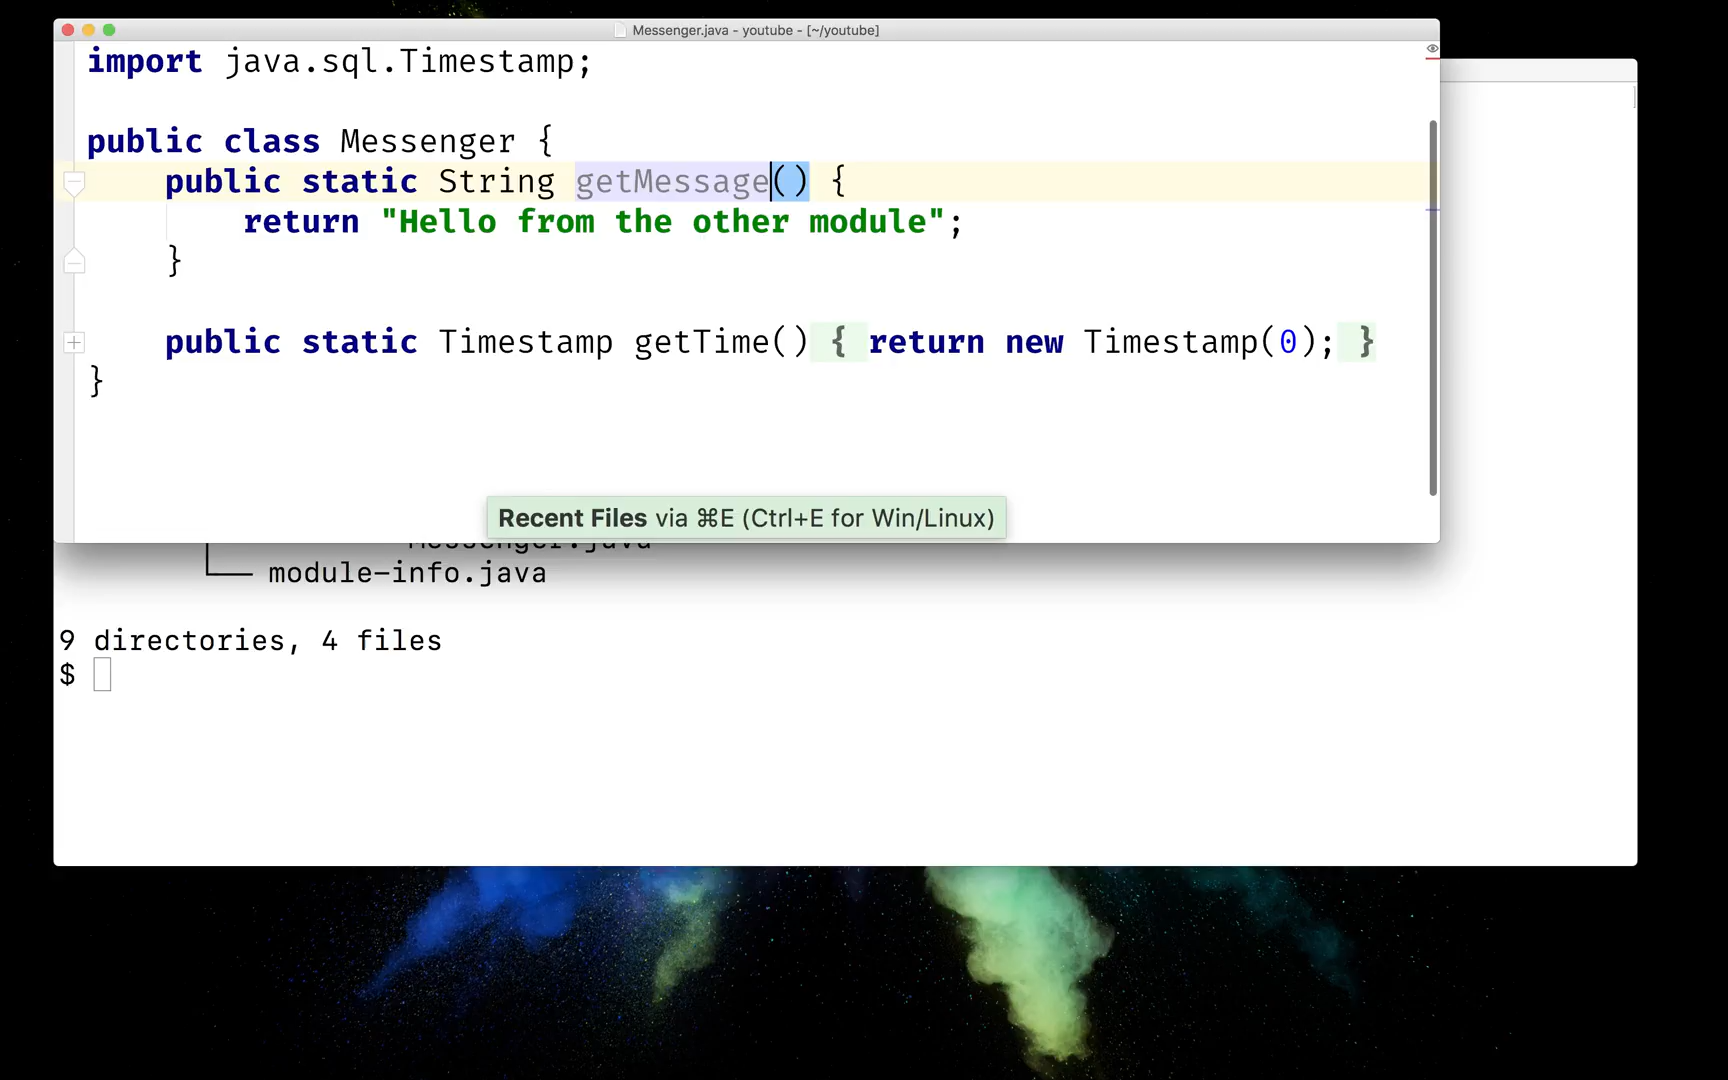 Messenger.java - youtube - [~/youtube]
import java.sql.Timestamp;
public class Messenger {
public static String getMessage() {
return "Hello from the other module";
}
public static Timestamp getTime() { return new Timestamp(0); }
}
Recent Files via ⌘E (Ctrl+E for Win/Linux)
Messenger.java
└── module-info.java
9 directories, 4 files
$